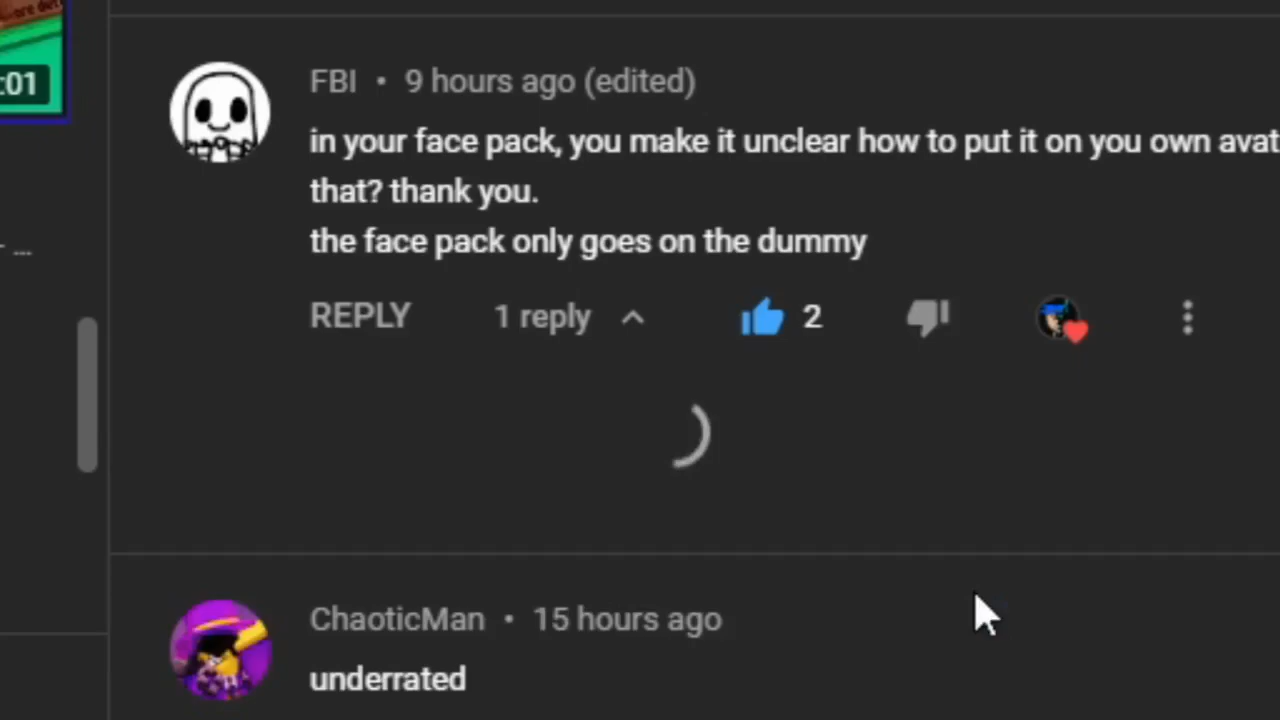 :01
FBI • 9 hours ago (edited)
in your face pack, you make it unclear how to put it on you own avat
that? thank you.
the face pack only goes on the dummy
REPLY 1 reply 2
ChaoticMan • 15 hours ago
underrated